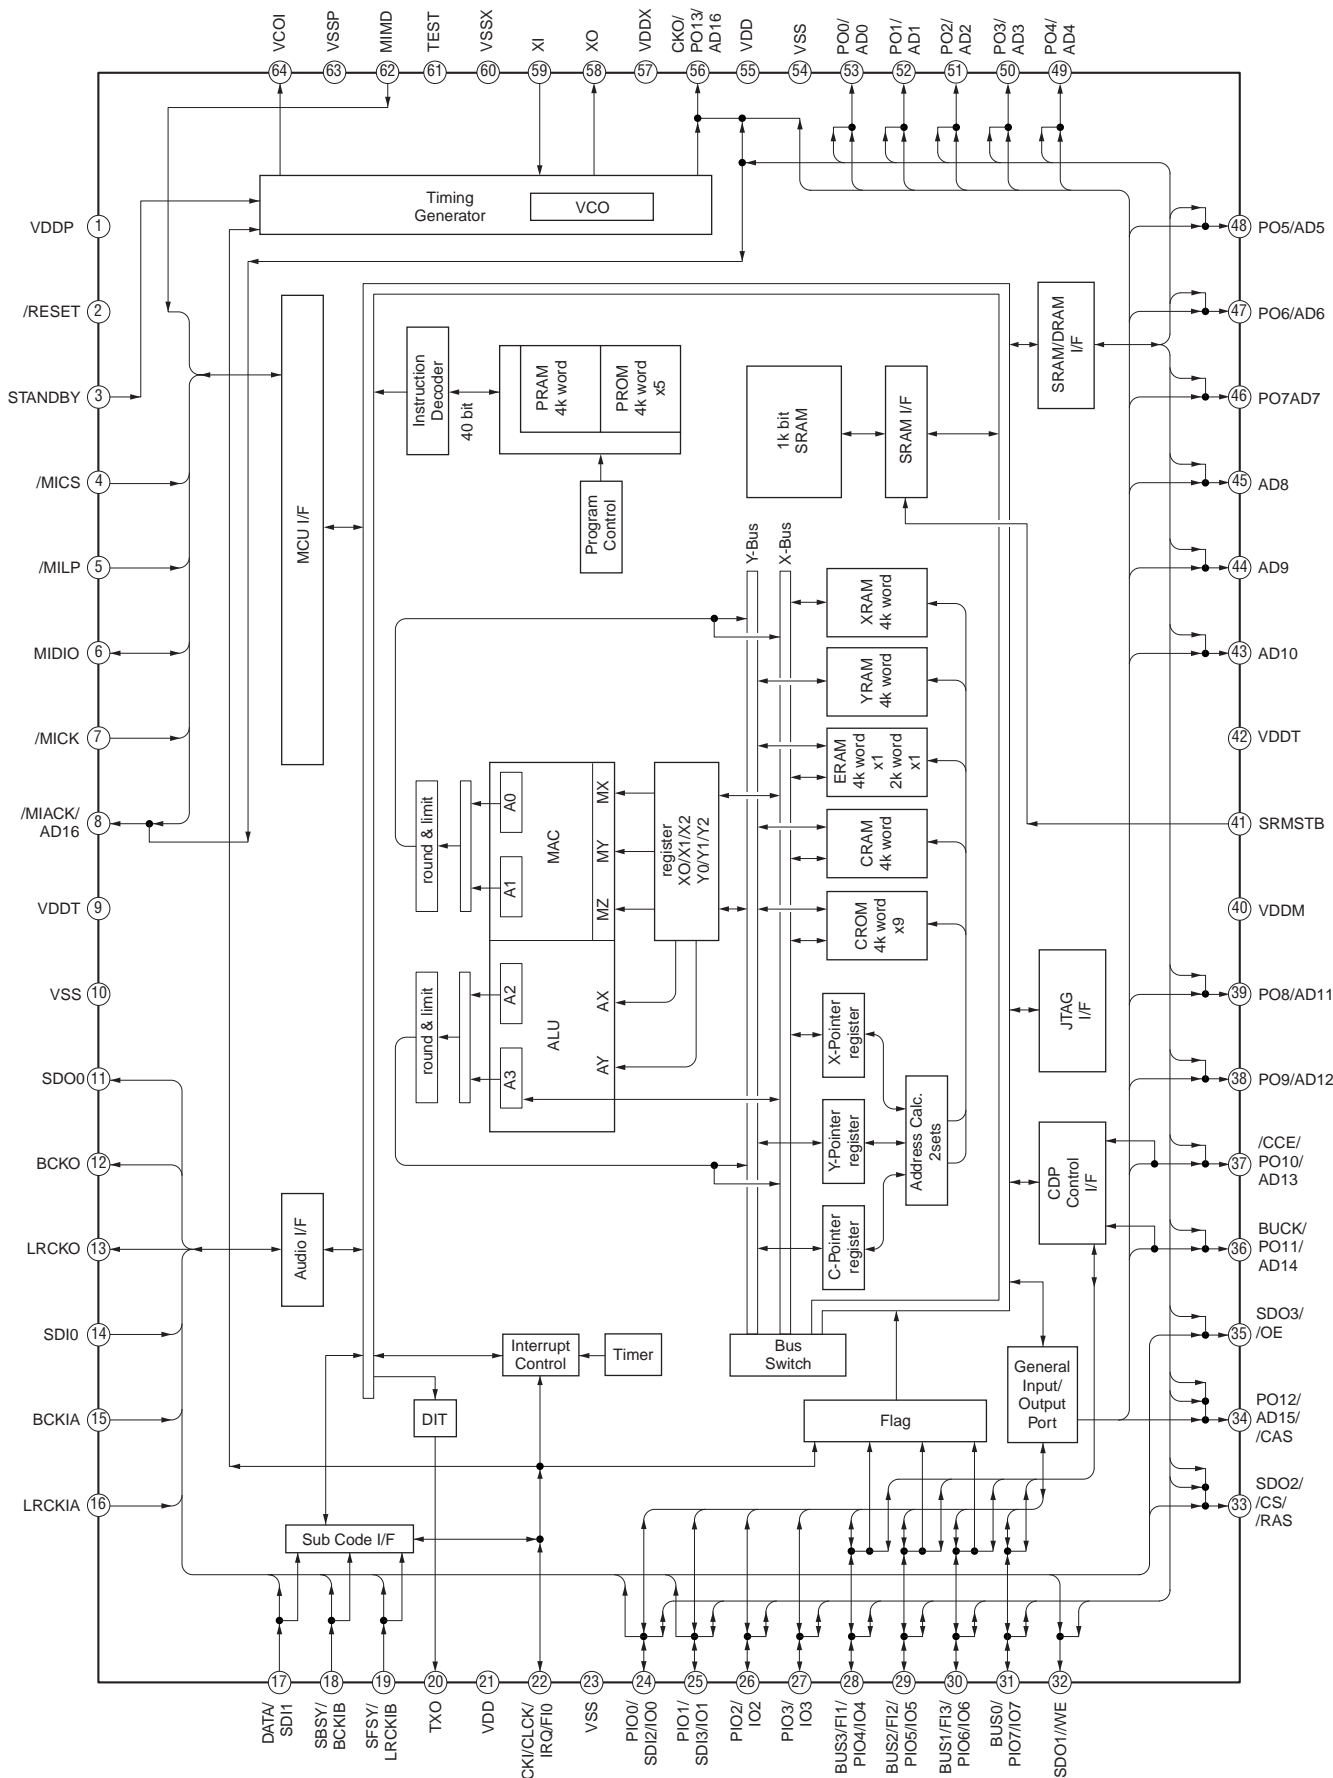 VCOI
VSSP
MIMD
TEST
VSSX
XI
XO
VDDX
CKO/
PO13/
AD16
VDD
VSS
PO0/
AD0
PO1/
AD1
PO2/
AD2
PO3/
AD3
PO4/
AD4
64
63
62
61
60
59
58
57
56
55
54
53
52
51
50
49
Timing
Generator
VCO
VDDP
1
/RESET
2
STANDBY
3
/MICS
4
/MILP
5
MIDIO
6
/MICK
7
/MIACK/
AD16
8
VDDT
9
VSS
10
SDO0
11
BCKO
12
LRCKO
13
SDI0
14
BCKIA
15
LRCKIA
16
48
PO5/AD5
47
PO6/AD6
46
PO7AD7
45
AD8
44
AD9
43
AD10
42
VDDT
41
SRMSTB
40
VDDM
39
PO8/AD11
38
PO9/AD12
37
/CCE/
PO10/
AD13
36
BUCK/
PO11/
AD14
35
SDO3/
/OE
34
PO12/
AD15/
/CAS
33
SDO2/
/CS/
/RAS
MCU I/F
Instruction
Decoder
40 bit
PRAM
4k word
PROM
4k word
x5
Program
Control
1k bit
SRAM
SRAM I/F
SRAM/DRAM
I/F
Y-Bus
X-Bus
XRAM
4k word
YRAM
4k word
ERAM
4k word
x1
2k word
x1
CRAM
4k word
CROM
4k word
x9
round & limit
A0
A1
MAC
MX
MY
MZ
register
XO/X1/X2
Y0/Y1/Y2
round & limit
A2
A3
ALU
AX
AY
X-Pointer
register
Y-Pointer
register
C-Pointer
register
Address Calc.
2sets
JTAG
I/F
CDP
Control
I/F
Audio I/F
Interrupt
Control
Timer
Bus
Switch
General
Input/
Output
Port
DIT
Flag
Sub Code I/F
17
18
19
20
21
22
23
24
25
26
27
28
29
30
31
32
DATA/
SDI1
SBSY/
BCKIB
SFSY/
LRCKIB
TXO
VDD
CKI/CLCK/
IRQ/FI0
VSS
PIO0/
SDI2/IO0
PIO1/
SDI3/IO1
PIO2/
IO2
PIO3/
IO3
BUS3/FI1/
PIO4/IO4
BUS2/FI2/
PIO5/IO5
BUS1/FI3/
PIO6/IO6
BUS0/
PIO7/IO7
SDO1//WE